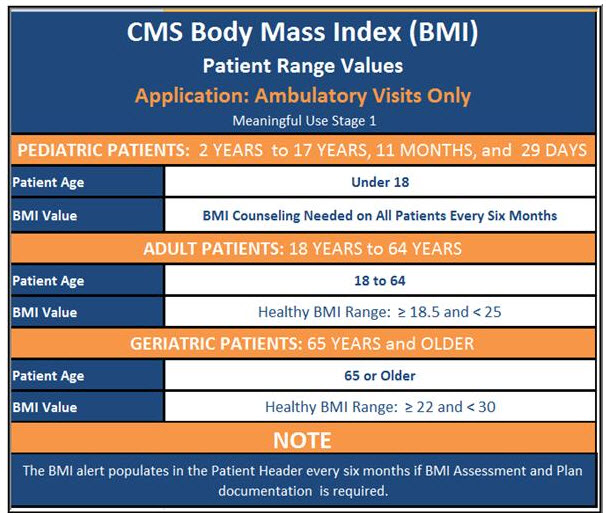 CMS Body Mass Index (BMI)
Patient Range Values
Application: Ambulatory Visits Only
Meaningful Use Stage 1
PEDIATRIC PATIENTS: 2 YEARS to 17 YEARS, 11 MONTHS, and 29 DAYS
Patient Age Under 18
BMI Value BMI Counseling Needed on All Patients Every Six Months
ADULT PATIENTS: 18 YEARS to 64 YEARS
Patient Age 18 to 64
BMI Value Healthy BMI Range: ≥ 18.5 and < 25
GERIATRIC PATIENTS: 65 YEARS and OLDER
Patient Age 65 or Older
BMI Value Healthy BMI Range: ≥ 22 and < 30
NOTE
The BMI alert populates in the Patient Header every six months if BMI Assessment and Plan
documentation is required.